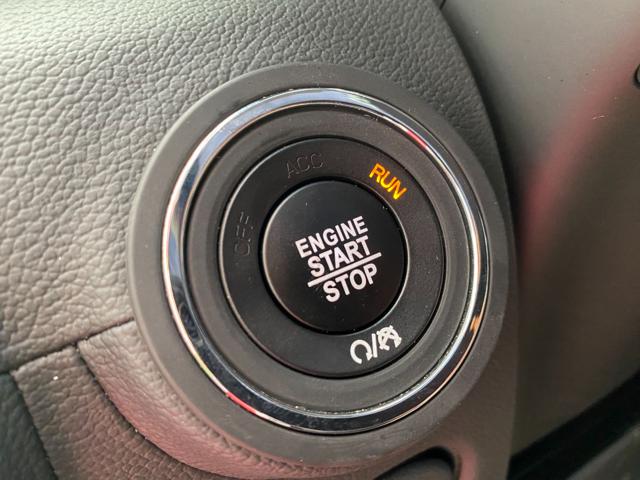 OFF
ACC
RUN
ENGINE
START
STOP